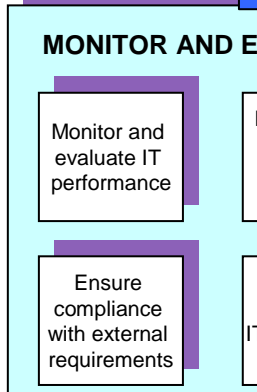 MONITOR AND E
Monitor and
evaluate IT
performance
Ensure
compliance
with external
requirements
IT